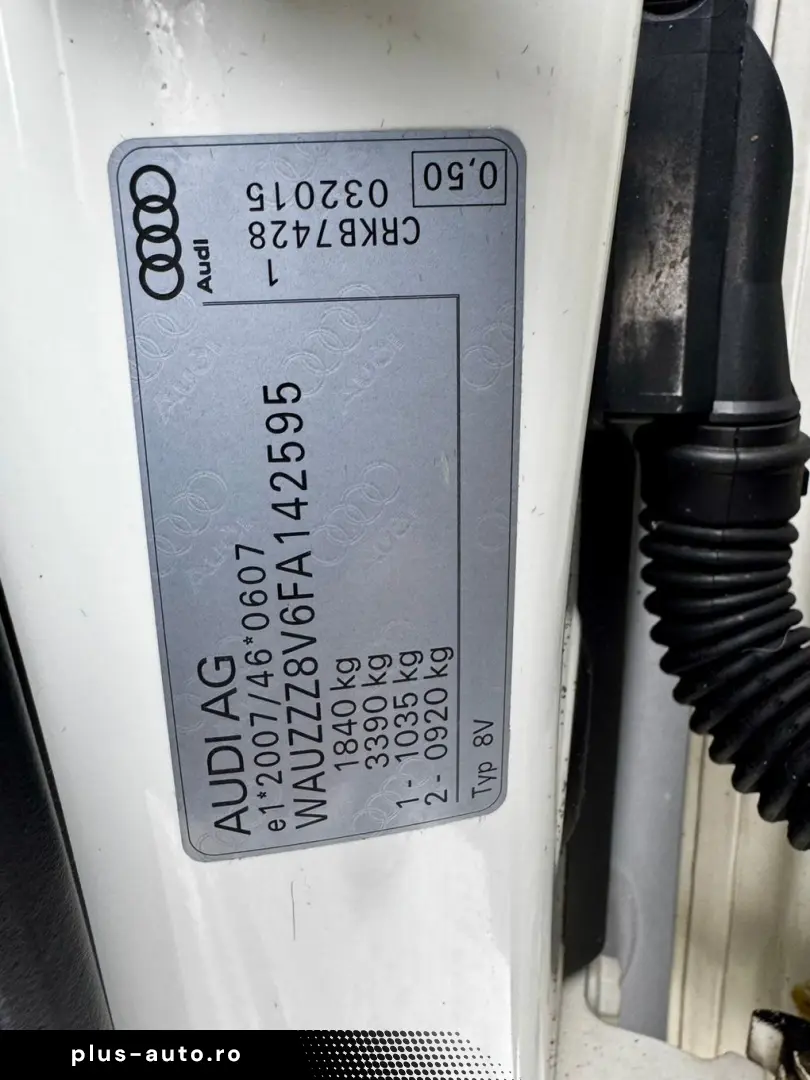 AUDI AG
e1*2007/46*0607
WAUZZZ8V6FA142595
1840 kg
3390 kg
1- 1035 kg
2- 0920 kg
Typ 8V
Audi
1
CRKB7428
032015
0,50
plus-auto.ro